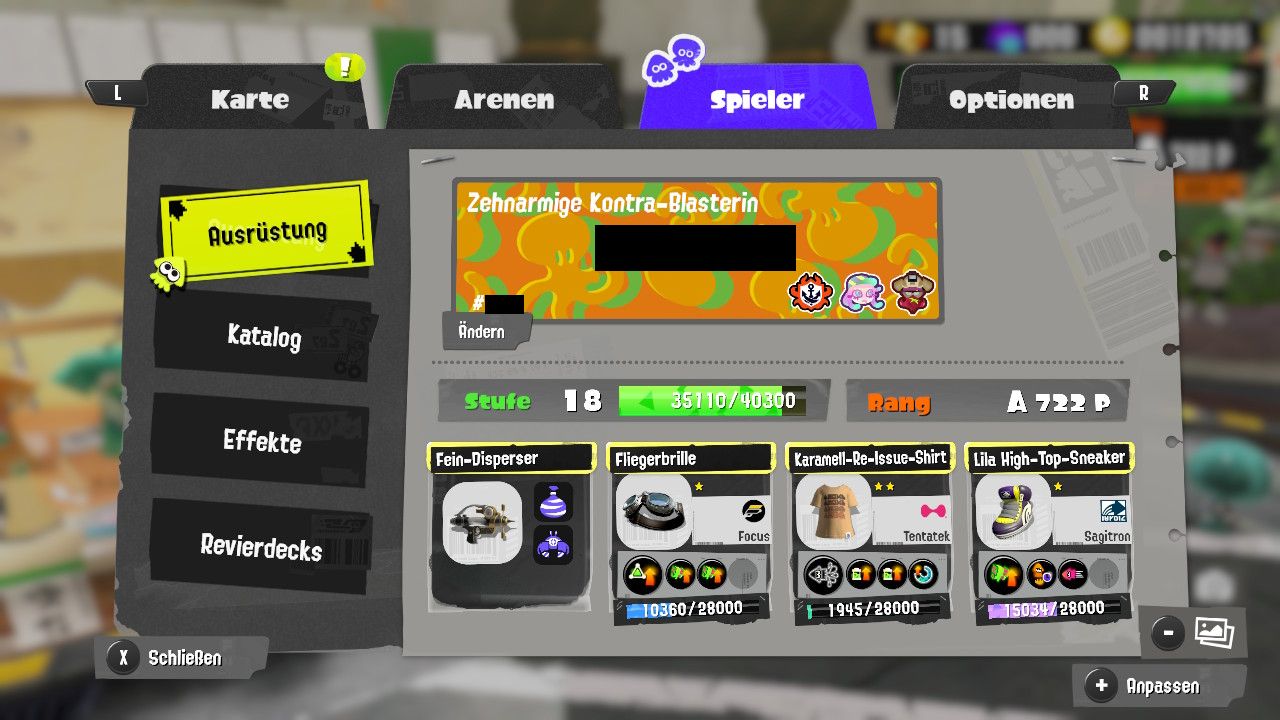 L
Karte
!
Arenen
Spieler
Optionen
R
Ausrüstung
Katalog
Effekte
Revierdecks
Zehnarmige Kontra-Blasterin
#
Ändern
Stufe 18 35110/40300
Rang A 722 P
Fein-Disperser
Fliegerbrille
Focus
10360/28000
Karamell-Re-Issue-Shirt
Tentatek
1945/28000
Lila High-Top-Sneaker
Sagitron
15034/28000
X Schließen
-
+ Anpassen